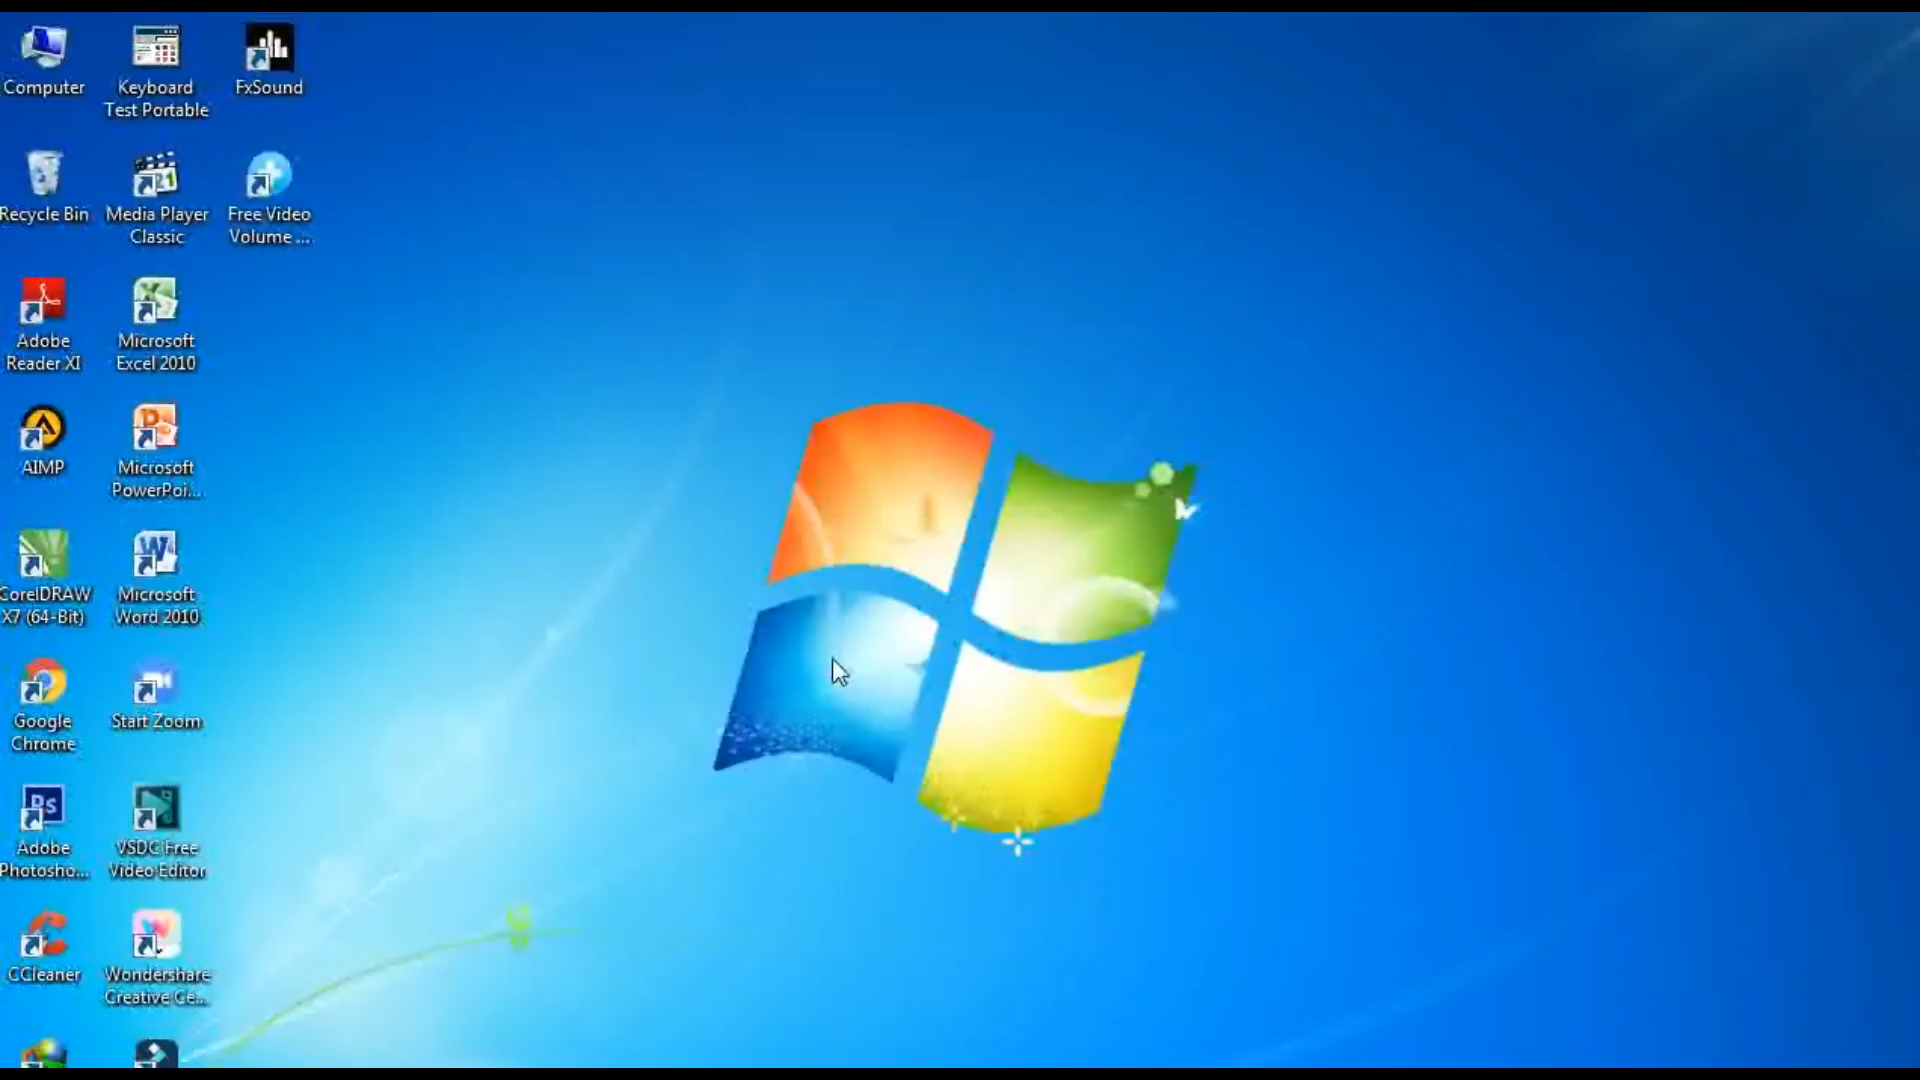 Computer
Recycle Bin
Adobe
Reader XI
AIMP
CorelDRAW
X7 (64-Bit)
Google
Chrome
Ps
Adobe
Photosho...
CCleaner
Keyboard
Test Portable
Media Player
Classic
Microsoft
Excel 2010
Microsoft
PowerPoi...
Microsoft
Word 2010
Start Zoom
VSDC Free
Video Editor
Wondershare
Creative Ce...
FxSound
Free Video
Volume ...